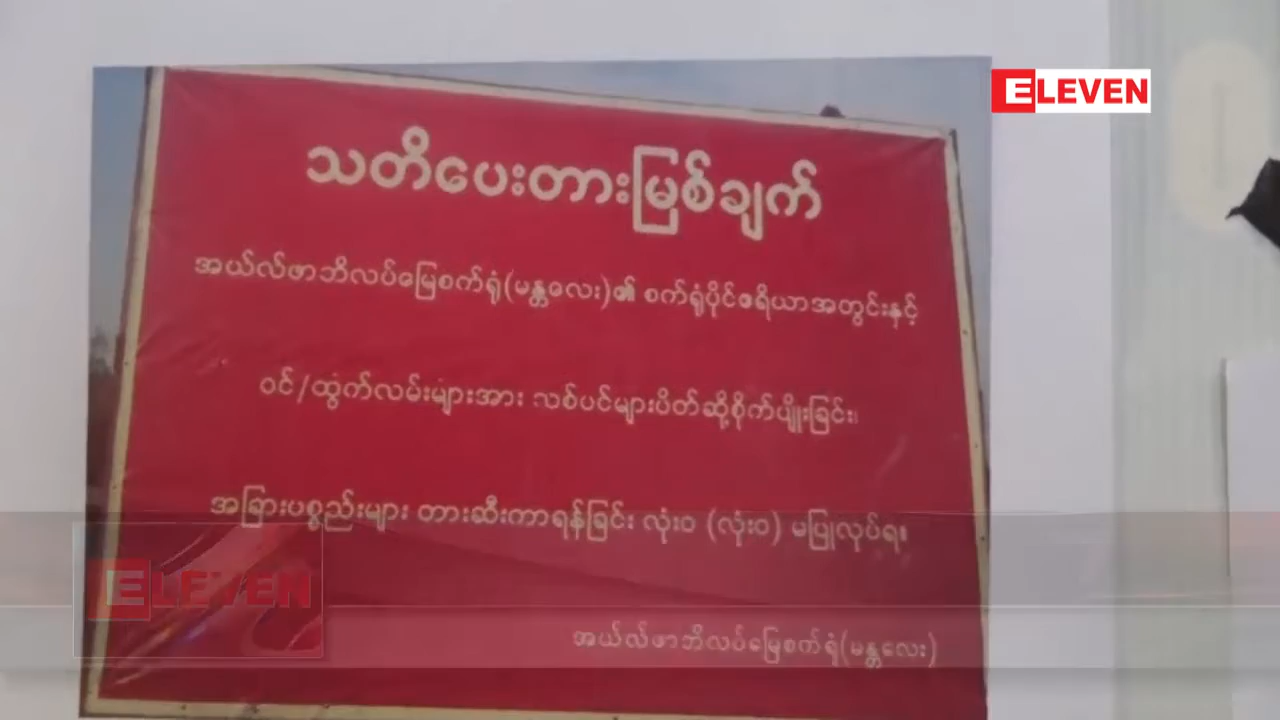 ELEVEN
သတိပေးတားမြစ်ချက်
အယ်လ်ဖာဘိလပ်မြေစက်ရုံ(မန္တလေး)၏ စက်ရုံပိုင်ဧရိယာအတွင်းနှင့်
ဝင်/ထွက်လမ်းများအား လစ်ပင်များပိတ်ဆို့စိုက်ပျိုးခြင်း၊
အခြားပစ္စည်းများ တားဆီးကာရန်ခြင်း လုံးဝ (လုံးဝ) မပြုလုပ်ရ။
ELEVEN
အယ်လ်ဖာဘိလပ်မြေစက်ရုံ(မန္တလေး)